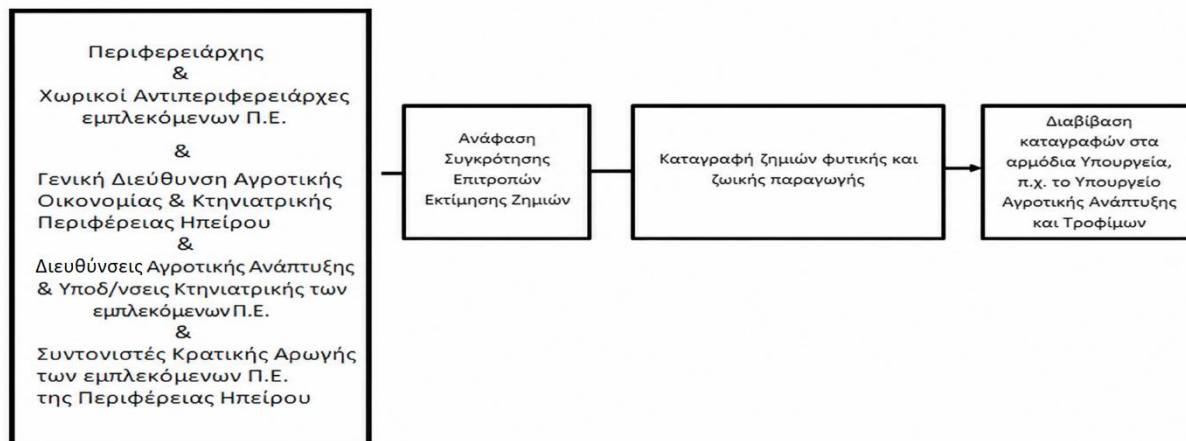 Περιφερειάρχης
&
Χωρικοί Αντιπεριφερειάρχες
εμπλεκόμενων Π.Ε.
&
Γενική Διεύθυνση Αγροτικής
Οικονομίας & Κτηνιατρικής
Περιφέρειας Ηπείρου
&
Διευθύνσεις Αγροτικής Ανάπτυξης
& Υποδ/νσεις Κτηνιατρικής των
εμπλεκόμενων Π.Ε.
&
Συντονιστές Κρατικής Αρωγής
των εμπλεκόμενων Π.Ε.
της Περιφέρειας Ηπείρου
Ανάφαση
Συγκρότησης
Επιτροπών
Εκτίμησης Ζημιών
Καταγραφή ζημιών φυτικής και
ζωικής παραγωγής
Διαβίβαση
καταγραφών στα
αρμόδια Υπουργεία,
π.χ. το Υπουργείο
Αγροτικής Ανάπτυξης
και Τροφίμων